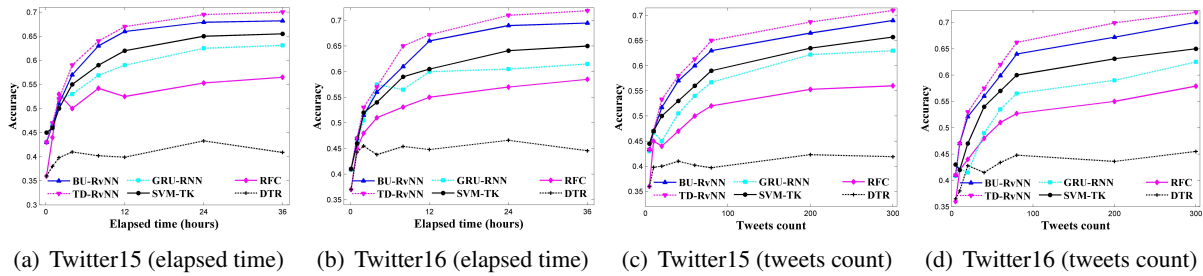 0.7
0.65
0.6
0.55
0.5
0.45
0.4
0.35
0.3
Accuracy
0 12 24 36
Elapsed time (hours)
BU-RvNN GRU-RNN RFC
TD-RvNN SVM-TK DTR
(a) Twitter15 (elapsed time)
0.7
0.65
0.6
0.55
0.5
0.45
0.4
0.35
Accuracy
0 12 24 36
Elapsed time (hours)
BU-RvNN GRU-RNN RFC
TD-RvNN SVM-TK DTR
(b) Twitter16 (elapsed time)
0.7
0.65
0.6
0.55
0.5
0.45
0.4
0.35
Accuracy
0 100 200 300
Tweets count
BU-RvNN GRU-RNN RFC
TD-RvNN SVM-TK DTR
(c) Twitter15 (tweets count)
0.7
0.65
0.6
0.55
0.5
0.45
0.4
0.35
Accuracy
0 100 200 300
Tweets count
BU-RvNN GRU-RNN RFC
TD-RvNN SVM-TK DTR
(d) Twitter16 (tweets count)